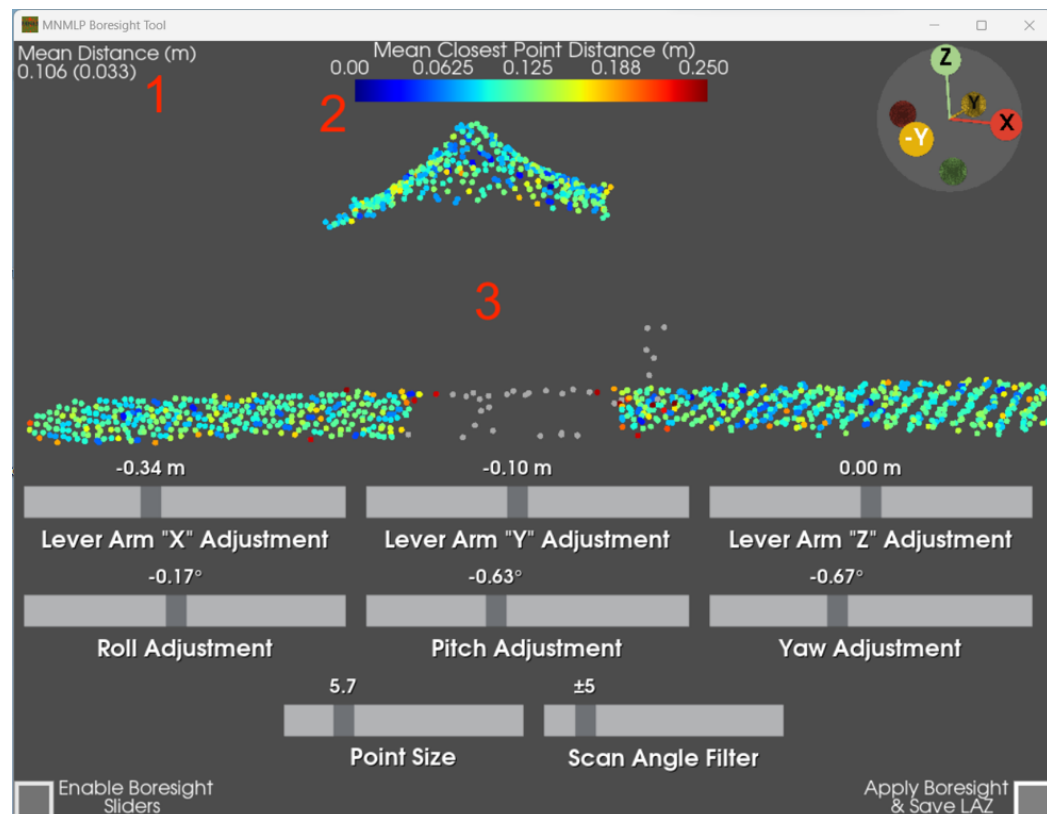 MNMLP Boresight Tool
Mean Distance (m)
0.106 (0.033)
1
Mean Closest Point Distance (m)
0.00 0.0625 0.125 0.188 0.250
2
Z
Y
X
-Y
3
-0.34 m -0.10 m 0.00 m
Lever Arm "X" Adjustment Lever Arm "Y" Adjustment Lever Arm "Z" Adjustment
-0.17° -0.63° -0.67°
Roll Adjustment Pitch Adjustment Yaw Adjustment
5.7 ±5
Point Size Scan Angle Filter
Enable Boresight
Sliders
Apply Boresight
& Save LAZ